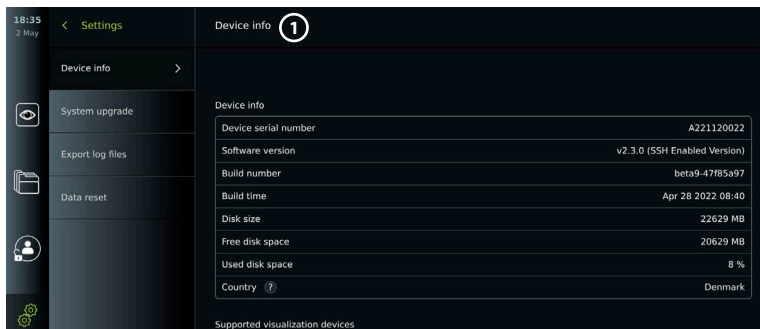 18:35
2 May
Settings
Device info
1
Device info
System upgrade
Export log files
Data reset
Device info
Device serial number A221120022
Software version v2.3.0 (SSH Enabled Version)
Build number beta9-47f85a97
Build time Apr 28 2022 08:40
Disk size 22629 MB
Free disk space 20629 MB
Used disk space 8 %
Country ? Denmark
Supported visualization devices